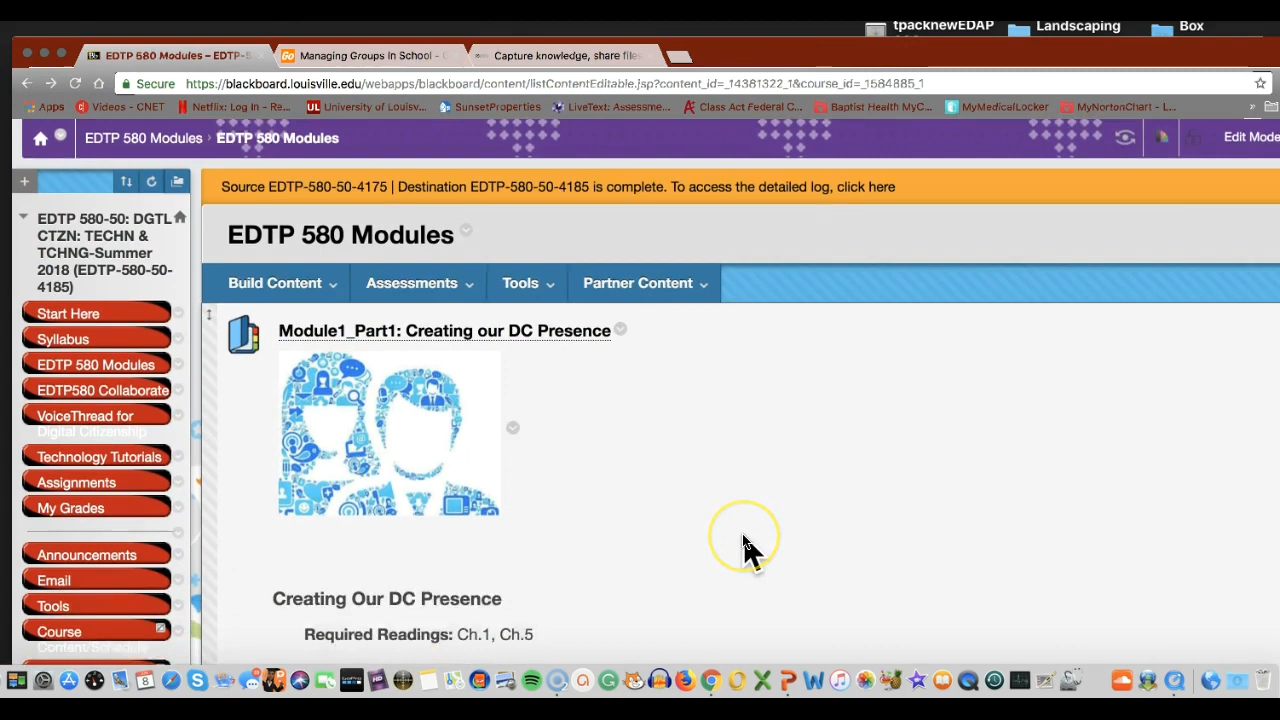 tpacknewEDAP
Landscaping
Box
EDTP 580 Modules – EDTP-5
Managing Groups In School -
Capture knowledge, share files
Secure https://blackboard.louisville.edu/webapps/blackboard/content/listContentEditable.jsp?content_id=_14381322_1&course_id=_1584885_1
Apps
Videos - CNET
Netflix: Log In - Re...
University of Louisv...
SunsetProperties
LiveText: Assessme...
Class Act Federal C...
Baptist Health MyC...
MyMedicalLocker
MyNortonChart - L...
»
EDTP 580 Modules › EDTP 580 Modules
Edit Mode
Source EDTP-580-50-4175 | Destination EDTP-580-50-4185 is complete. To access the detailed log, click here
EDTP 580-50: DGTL
CTZN: TECHN &
TCHNG-Summer
2018 (EDTP-580-50-
4185)
EDTP 580 Modules
Build Content
Assessments
Tools
Partner Content
Start Here
Syllabus
EDTP 580 Modules
EDTP580 Collaborate
VoiceThread for
Digital Citizenship
Technology Tutorials
Assignments
My Grades
Announcements
Email
Tools
Course
Content/Schedule
Module1_Part1: Creating our DC Presence
Creating Our DC Presence
Required Readings: Ch.1, Ch.5